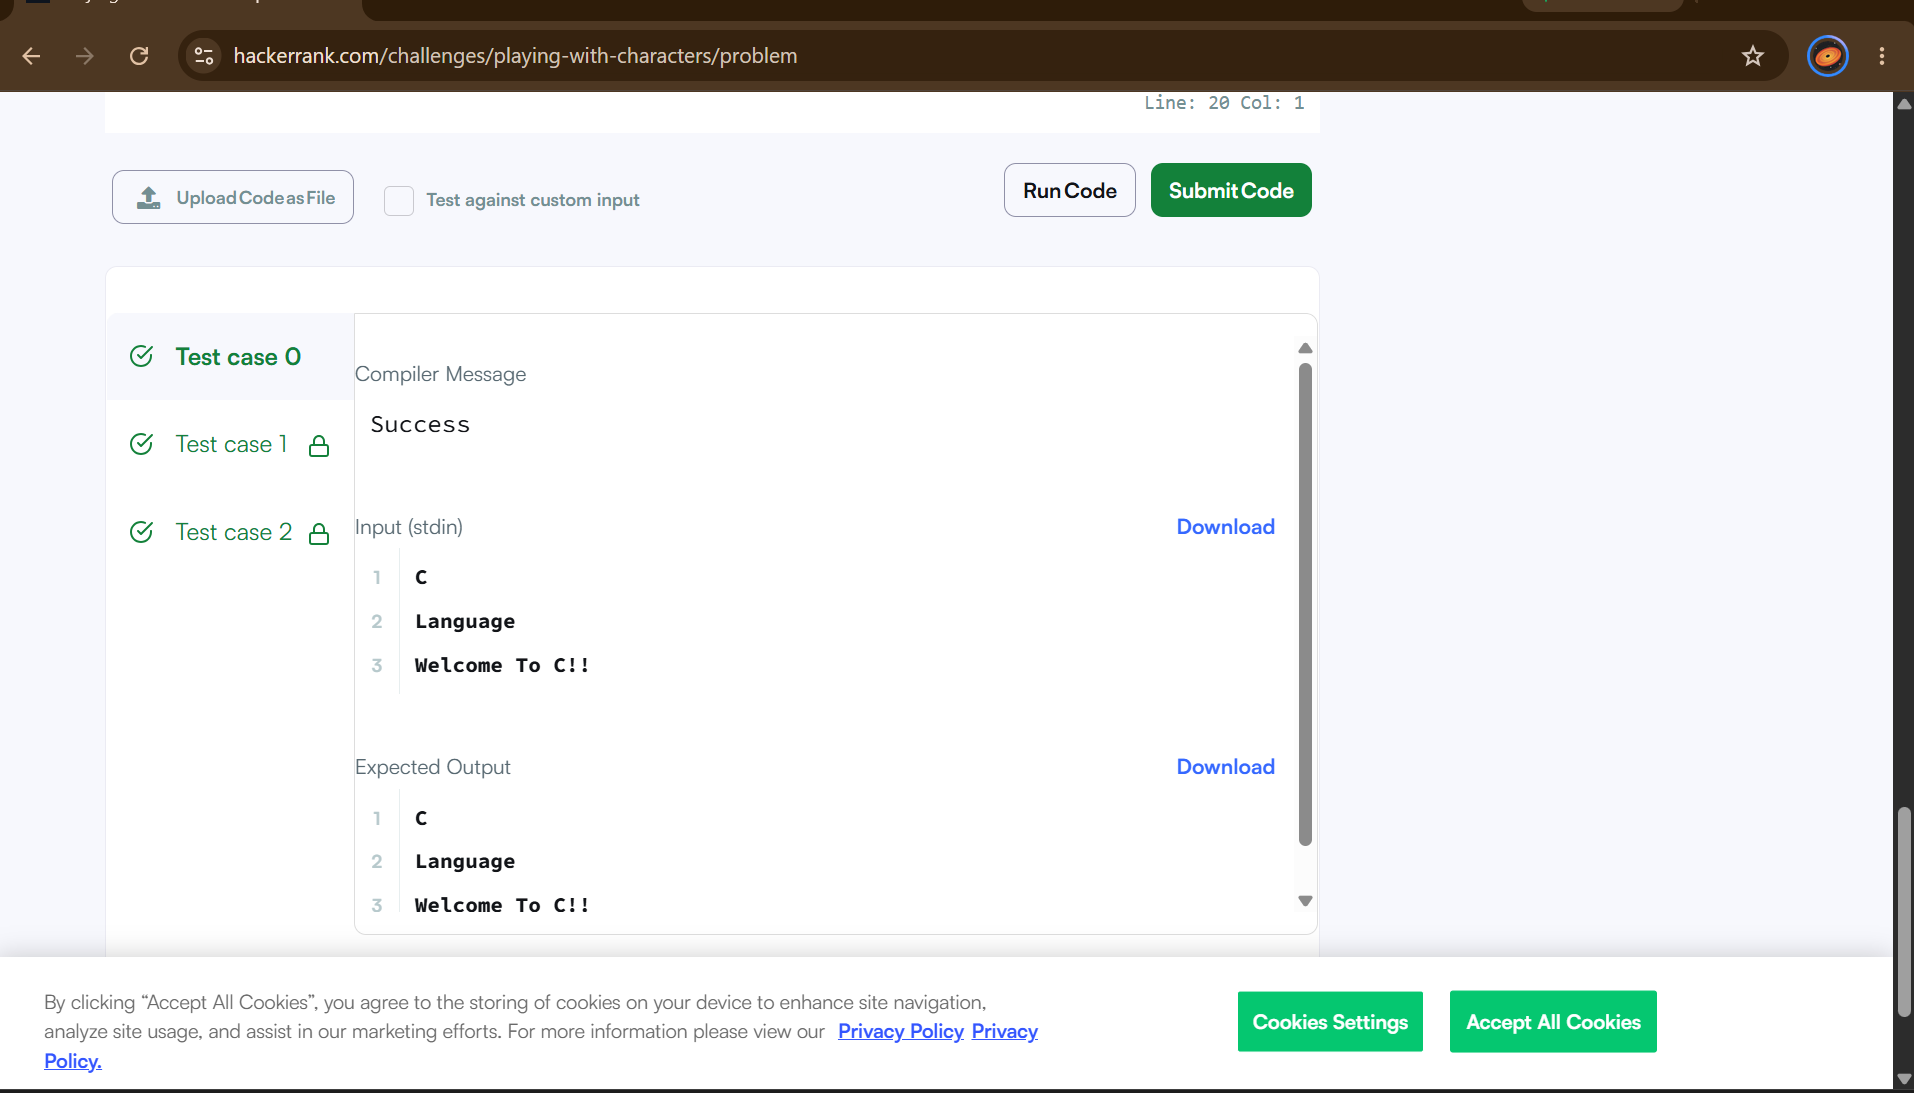 hackerrank.com/challenges/playing-with-characters/problem
Line: 20 Col: 1
Upload Code as File
Test against custom input
Run Code
Submit Code
Test case 0
Test case 1
Test case 2
Compiler Message
Success
Input (stdin)
Download
1 C
2 Language
3 Welcome To C!!
Expected Output
Download
1 C
2 Language
3 Welcome To C!!
By clicking “Accept All Cookies”, you agree to the storing of cookies on your device to enhance site navigation,
analyze site usage, and assist in our marketing efforts. For more information please view our Privacy Policy Privacy
Policy.
Cookies Settings
Accept All Cookies